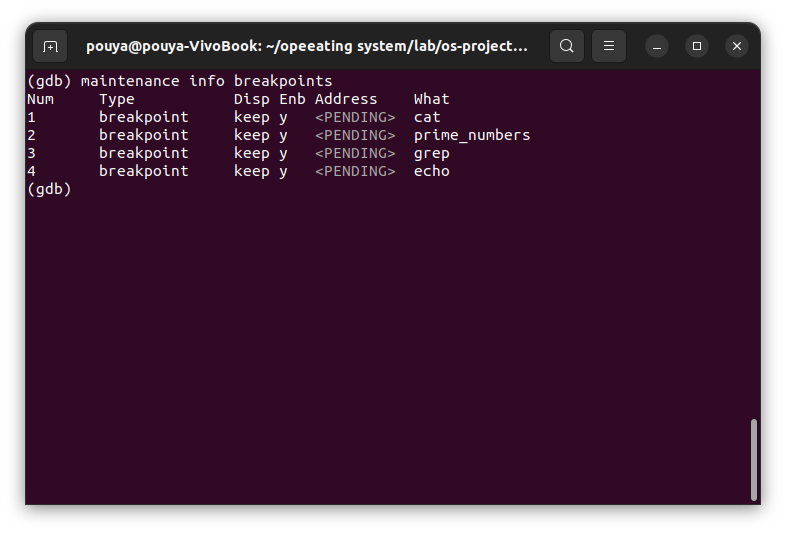 pouya@pouya-VivoBook: ~/opeeating system/lab/os-project...
(gdb) maintenance info breakpoints
Num     Type           Disp Enb Address    What
1       breakpoint     keep y   <PENDING>  cat
2       breakpoint     keep y   <PENDING>  prime_numbers
3       breakpoint     keep y   <PENDING>  grep
4       breakpoint     keep y   <PENDING>  echo
(gdb)